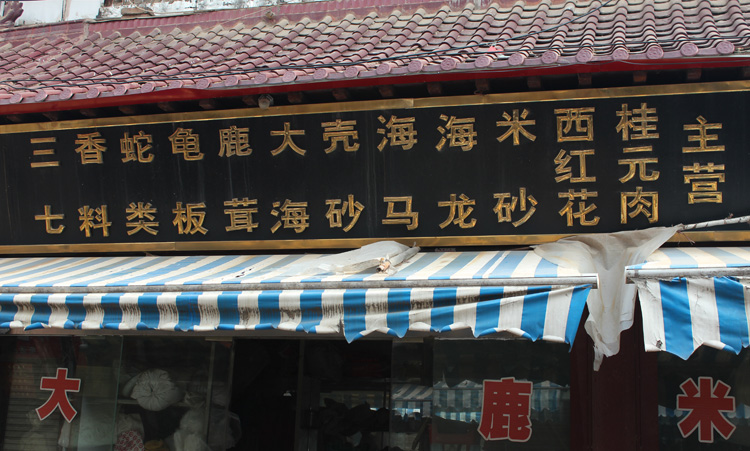 主营
桂元肉
西红花
米砂
海龙
海马
壳砂
大海
鹿茸
龟板
蛇类
香料
三七
大
鹿
米